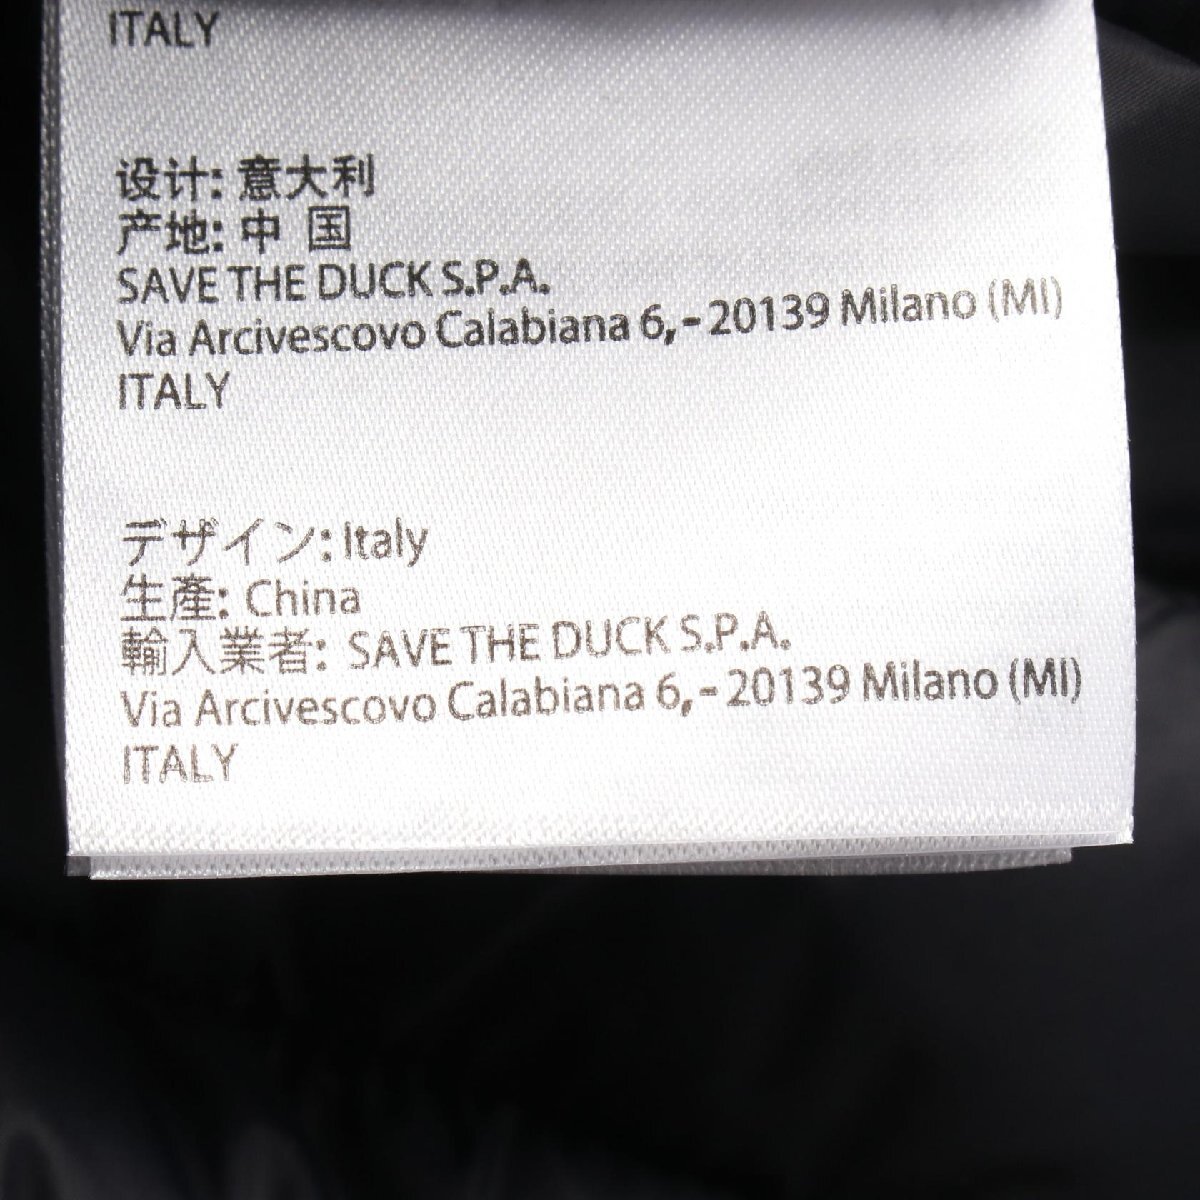 ITALY
设计: 意大利
产地: 中 国
SAVE THE DUCK S.P.A.
Via Arcivescovo Calabiana 6,- 20139 Milano (MI)
ITALY
デザイン: Italy
生產: China
輸入業者: SAVE THE DUCK S.P.A.
Via Arcivescovo Calabiana 6,- 20139 Milano (MI)
ITALY